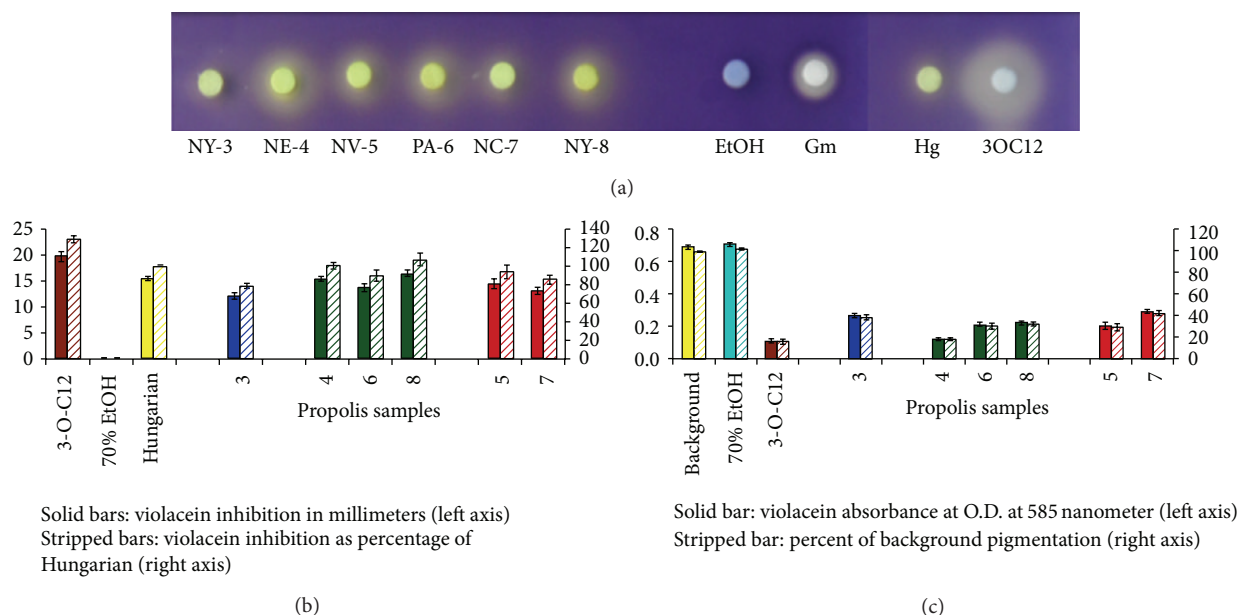 NY-3 NE-4 NV-5 PA-6 NC-7 NY-8 EtOH Gm Hg 3OC12
(a)
25
20
15
10
5
0
140
120
100
80
60
40
20
0
3-O-C12
70% EtOH
Hungarian
3
4
6
8
5
7
Propolis samples
Solid bars: violacein inhibition in millimeters (left axis)
Stripped bars: violacein inhibition as percentage of
Hungarian (right axis)
(b)
0.8
0.6
0.4
0.2
0.0
120
100
80
60
40
20
0
Background
70% EtOH
3-O-C12
3
4
6
8
5
7
Propolis samples
Solid bar: violacein absorbance at O.D. at 585 nanometer (left axis)
Stripped bar: percent of background pigmentation (right axis)
(c)